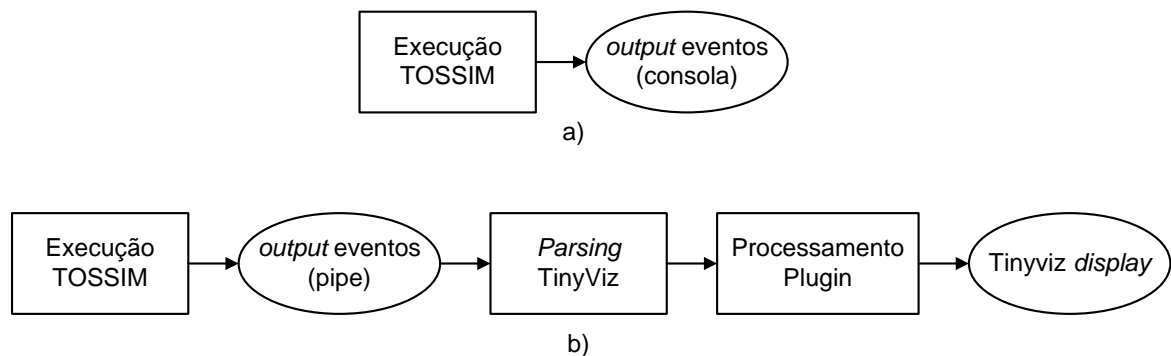 Execução
TOSSIM
output eventos
(consola)
a)
Execução
TOSSIM
output eventos
(pipe)
Parsing
TinyViz
Processamento
Plugin
Tinyviz display
b)